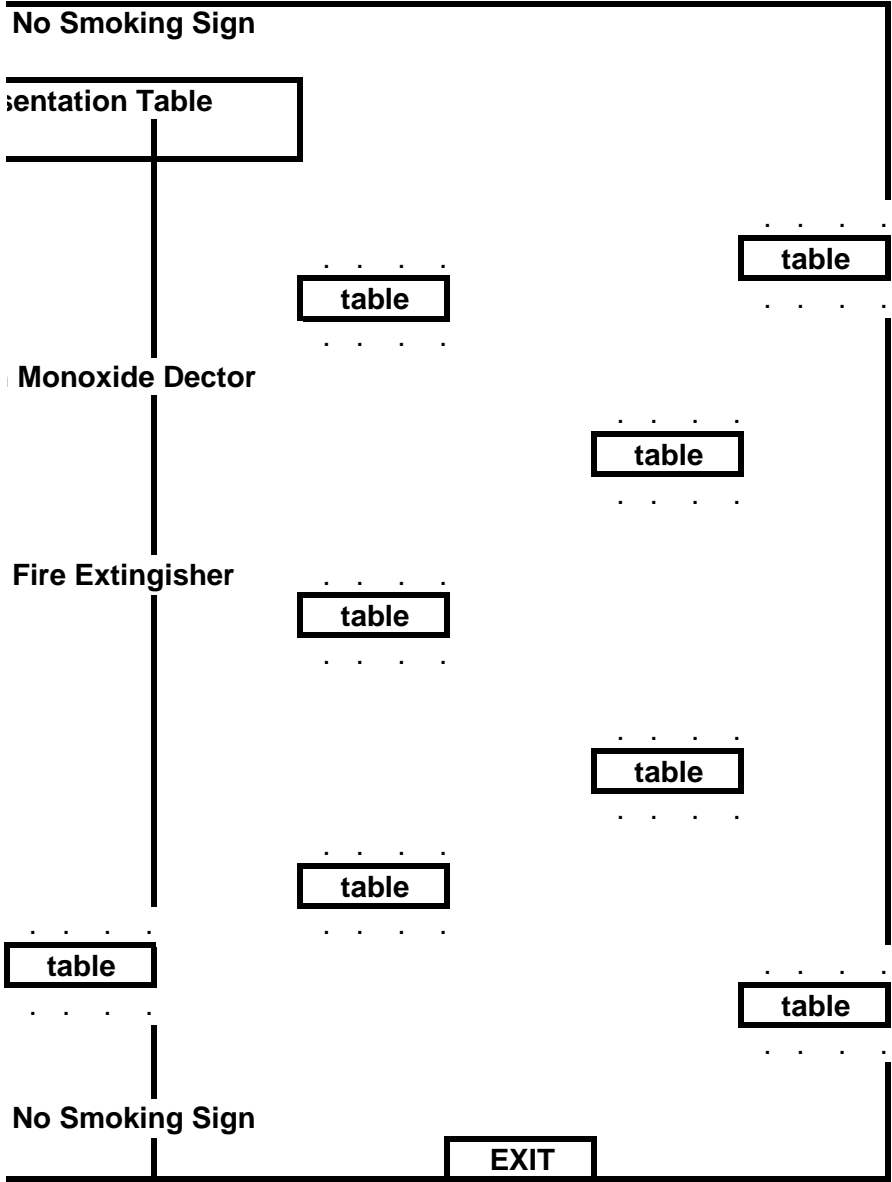 No Smoking Sign
sentation Table
table
table
Monoxide Dector
table
Fire Extingisher
table
table
table
table
table
No Smoking Sign
EXIT